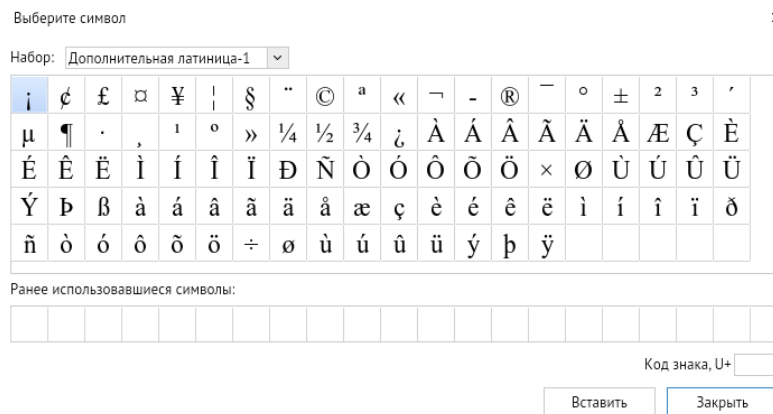 Выберите символ
Набор: Дополнительная латиница-1
¡ ¢ £ ¤ ¥ ¦ § ¨ © ª « ¬ - ® ¯ ° ± ² ³ ´
µ ¶ · ¸ ¹ º » ¼ ½ ¾ ¿ À Á Â Ã Ä Å Æ Ç È
É Ê Ë Ì Í Î Ï Ð Ñ Ò Ó Ô Õ Ö × Ø Ù Ú Û Ü
Ý Þ ß à á â ã ä å æ ç è é ê ë ì í î ï ð
ñ ò ó ô õ ö ÷ ø ù ú û ü ý þ ÿ
Ранее использовавшиеся символы:
Код знака, U+
Вставить Закрыть